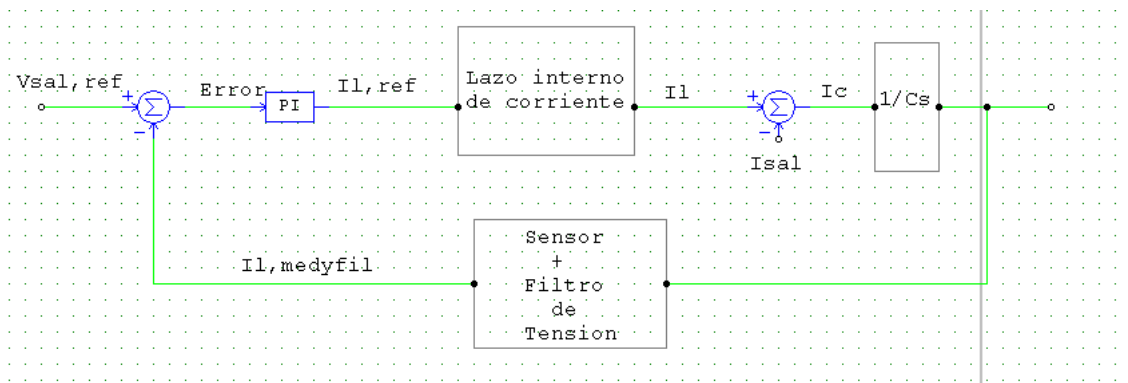 Vsal,ref
+
Σ
-
Error
PI
Il,ref
Lazo interno
de corriente
Il
+
Σ
-
Isal
Ic
1/Cs
Il,medyfil
Sensor
+
Filtro
de
Tension